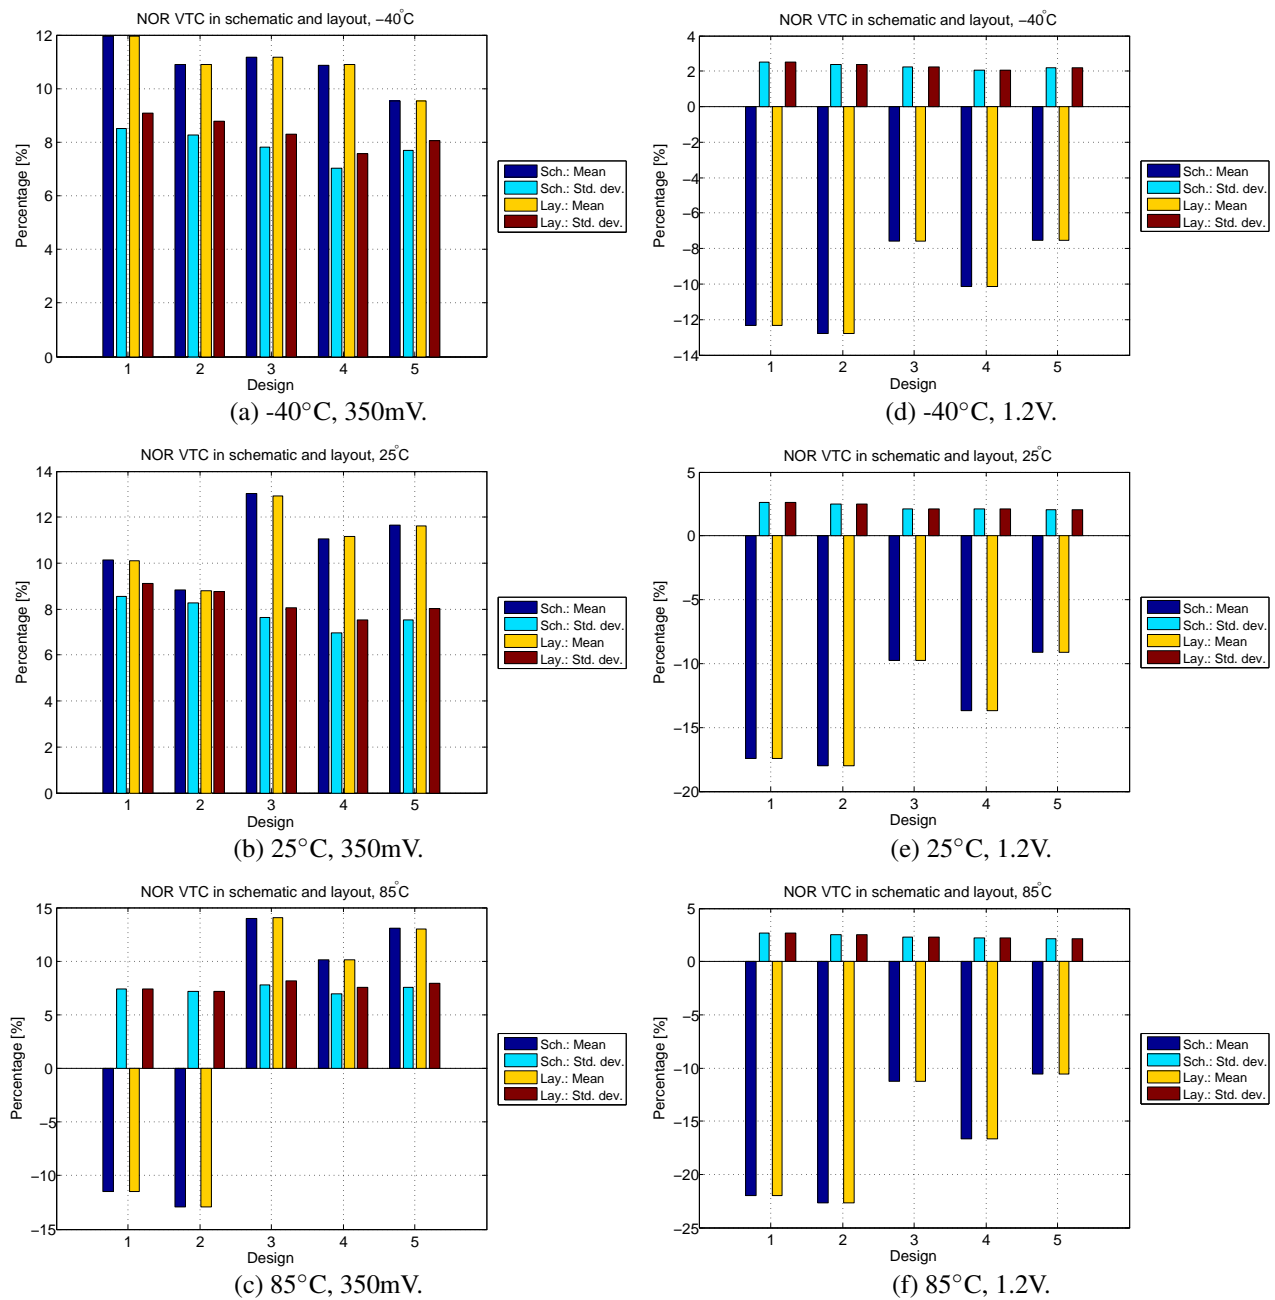 NOR VTC in schematic and layout, −40°C
12
10
8
6
4
2
0
Percentage [%]
1 2 3 4 5
Design
Sch.: Mean
Sch.: Std. dev.
Lay.: Mean
Lay.: Std. dev.
(a) -40°C, 350mV.
NOR VTC in schematic and layout, −40°C
4
2
0
−2
−4
−6
−8
−10
−12
−14
Percentage [%]
1 2 3 4 5
Design
Sch.: Mean
Sch.: Std. dev.
Lay.: Mean
Lay.: Std. dev.
(d) -40°C, 1.2V.
NOR VTC in schematic and layout, 25°C
14
12
10
8
6
4
2
0
Percentage [%]
1 2 3 4 5
Design
Sch.: Mean
Sch.: Std. dev.
Lay.: Mean
Lay.: Std. dev.
(b) 25°C, 350mV.
NOR VTC in schematic and layout, 25°C
5
0
−5
−10
−15
−20
Percentage [%]
1 2 3 4 5
Design
Sch.: Mean
Sch.: Std. dev.
Lay.: Mean
Lay.: Std. dev.
(e) 25°C, 1.2V.
NOR VTC in schematic and layout, 85°C
15
10
5
0
−5
−10
−15
Percentage [%]
1 2 3 4 5
Design
Sch.: Mean
Sch.: Std. dev.
Lay.: Mean
Lay.: Std. dev.
(c) 85°C, 350mV.
NOR VTC in schematic and layout, 85°C
5
0
−5
−10
−15
−20
−25
Percentage [%]
1 2 3 4 5
Design
Sch.: Mean
Sch.: Std. dev.
Lay.: Mean
Lay.: Std. dev.
(f) 85°C, 1.2V.